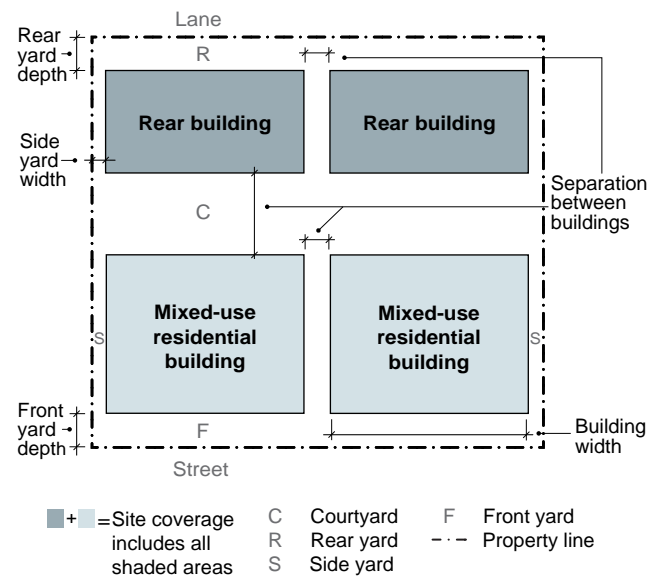 Lane
Rear
yard
depth
R
Rear building
Rear building
Side
yard
width
C
Separation
between
buildings
Mixed-use
residential
building
Mixed-use
residential
building
S
S
Front
yard
depth
F
Building
width
Street
+ = Site coverage
includes all
shaded areas
C Courtyard
R Rear yard
S Side yard
F Front yard
Property line